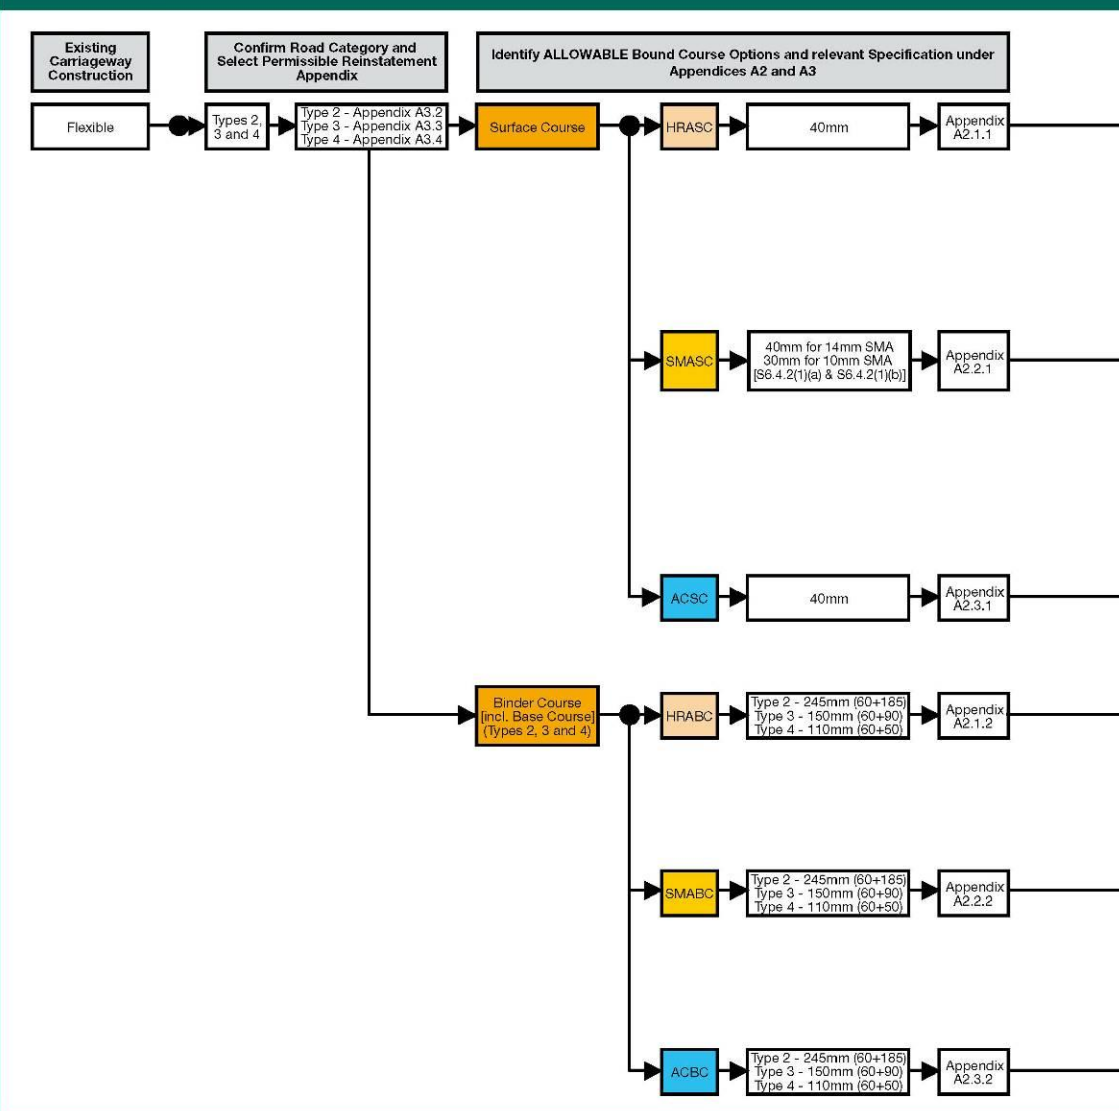 Existing
Carriageway
Construction
Confirm Road Category and
Select Permissible Reinstatement
Appendix
Identify ALLOWABLE Bound Course Options and relevant Specification under
Appendices A2 and A3
Flexible
Types 2,
3 and 4
Type 2 - Appendix A3.2
Type 3 - Appendix A3.3
Type 4 - Appendix A3.4
Surface Course
HRASC
40mm
Appendix
A2.1.1
SMASC
40mm for 14mm SMA
30mm for 10mm SMA
[S6.4.2(1)(a) & S6.4.2(1)(b)]
Appendix
A2.2.1
ACSC
40mm
Appendix
A2.3.1
Binder Course
[incl. Base Course]
(Types 2, 3 and 4)
HRABC
Type 2 - 245mm (60+185)
Type 3 - 150mm (60+90)
Type 4 - 110mm (60+50)
Appendix
A2.1.2
SMABC
Type 2 - 245mm (60+185)
Type 3 - 150mm (60+90)
Type 4 - 110mm (60+50)
Appendix
A2.2.2
ACBC
Type 2 - 245mm (60+185)
Type 3 - 150mm (60+90)
Type 4 - 110mm (60+50)
Appendix
A2.3.2